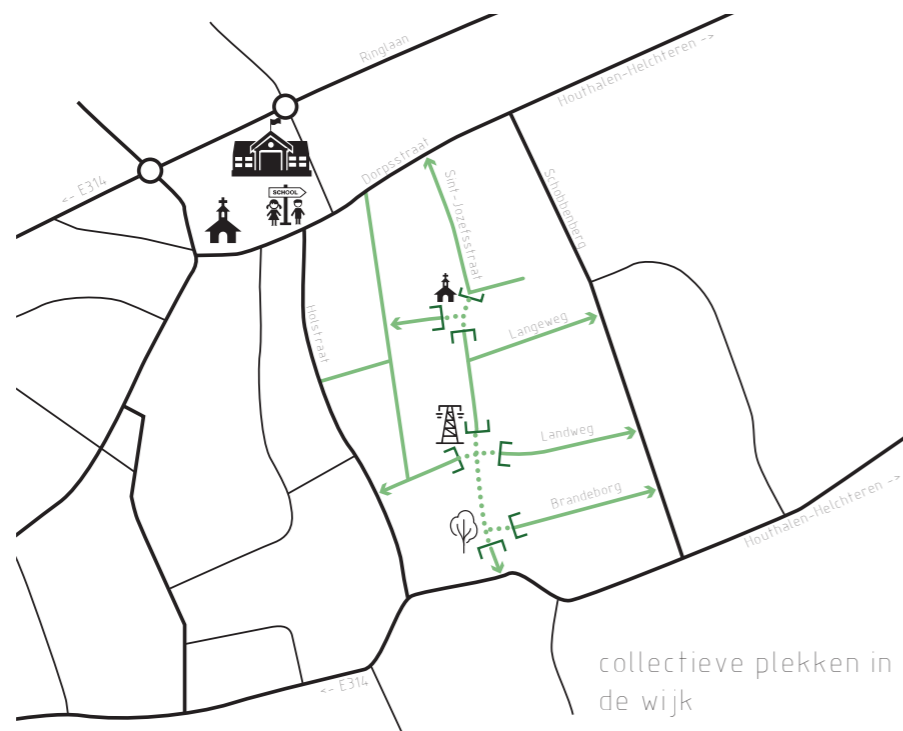 Ringlaan
Houthalen-Helchteren ->
Dorpsstraat
<- E314
SCHOOL
Sint-Jozefsstraat
Schobbenberg
Holstraat
Langeweg
Landweg
Brandeborg
Houthalen-Helchteren ->
<- E314
collectieve plekken in
de wijk